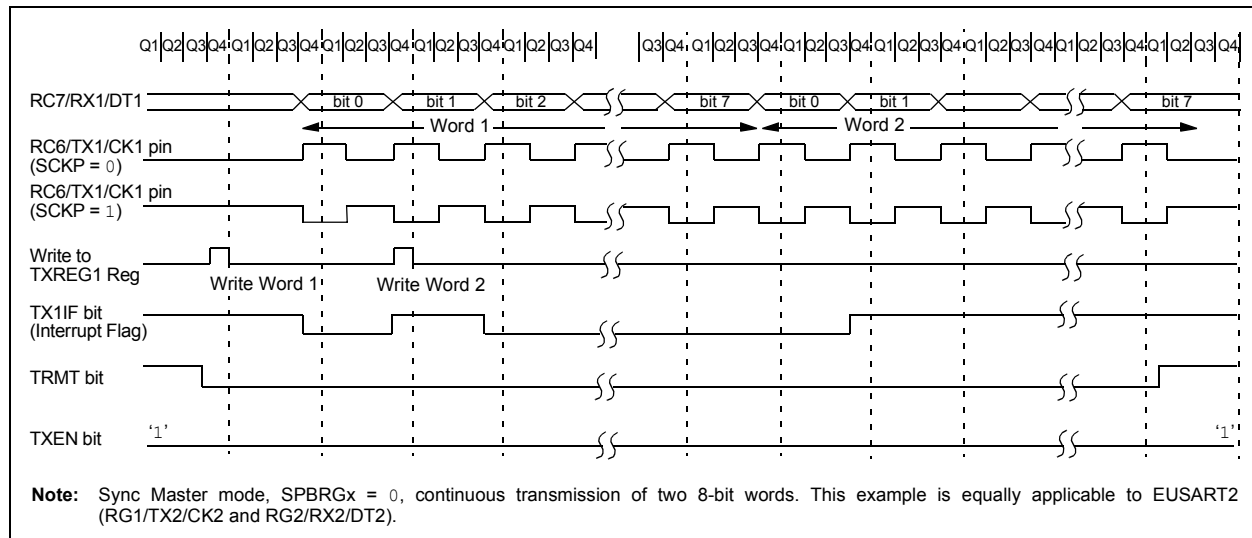 Q1 Q2 Q3 Q4 Q1 Q2 Q3 Q4 Q1 Q2 Q3 Q4 Q1 Q2 Q3 Q4 Q1 Q2 Q3 Q4 Q3 Q4 Q1 Q2 Q3 Q4 Q1 Q2 Q3 Q4 Q1 Q2 Q3 Q4 Q1 Q2 Q3 Q4 Q1 Q2 Q3 Q4 Q1 Q2 Q3 Q4
RC7/RX1/DT1 bit 0 bit 1 bit 2 bit 7 bit 0 bit 1 bit 7
Word 1 Word 2
RC6/TX1/CK1 pin
(SCKP = 0)
RC6/TX1/CK1 pin
(SCKP = 1)
Write to
TXREG1 Reg
Write Word 1 Write Word 2
TX1IF bit
(Interrupt Flag)
TRMT bit
TXEN bit '1' '1'
Note: Sync Master mode, SPBRGx = 0, continuous transmission of two 8-bit words. This example is equally applicable to EUSART2
(RG1/TX2/CK2 and RG2/RX2/DT2).